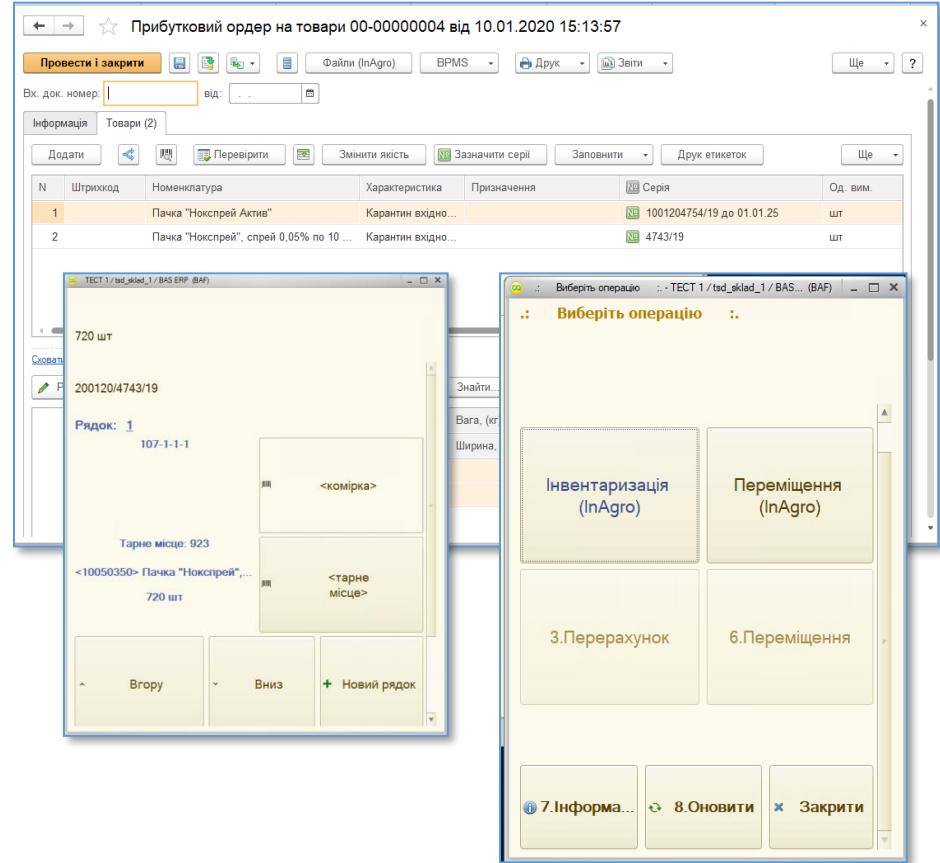 Прибутковий ордер на товари 00-00000004 від 10.01.2020 15:13:57
Провести і закрити Файли (InAgro) BPMS Друк Звіти Ще ?
Вх. док. номер: від: . .
Інформація Товари (2)
Додати Перевірити Змінити якість Зазначити серії Заповнити Друк етикеток Ще
N Штрихкод Номенклатура Характеристика Призначення № Серія Од. вим.
1 Пачка "Нокспрей Актив" Карантин вхідно... № 1001204754/19 до 01.01.25 шт
2 Пачка "Нокспрей", спрей 0,05% по 10 ... Карантин вхідно... № 4743/19 шт
Сховать
Р
Знайти...
Вага, (кг
Ширина,
ТЕСТ 1 / tsd_sklad_1 / BAS ERP (BAF)
720 шт
200120/4743/19
Рядок: 1
107-1-1-1
<комірка>
Тарне місце: 923
<10050350> Пачка "Нокспрей",...
720 шт
<тарне
місце>
Вгору Вниз Новий рядок
.: Виберіть операцію :. - ТЕСТ 1 / tsd_sklad_1 / BAS... (BAF)
.: Виберіть операцію :.
Інвентаризація
(InAgro)
Переміщення
(InAgro)
3.Перерахунок 6.Переміщення
7.Інформа... 8.Оновити Закрити